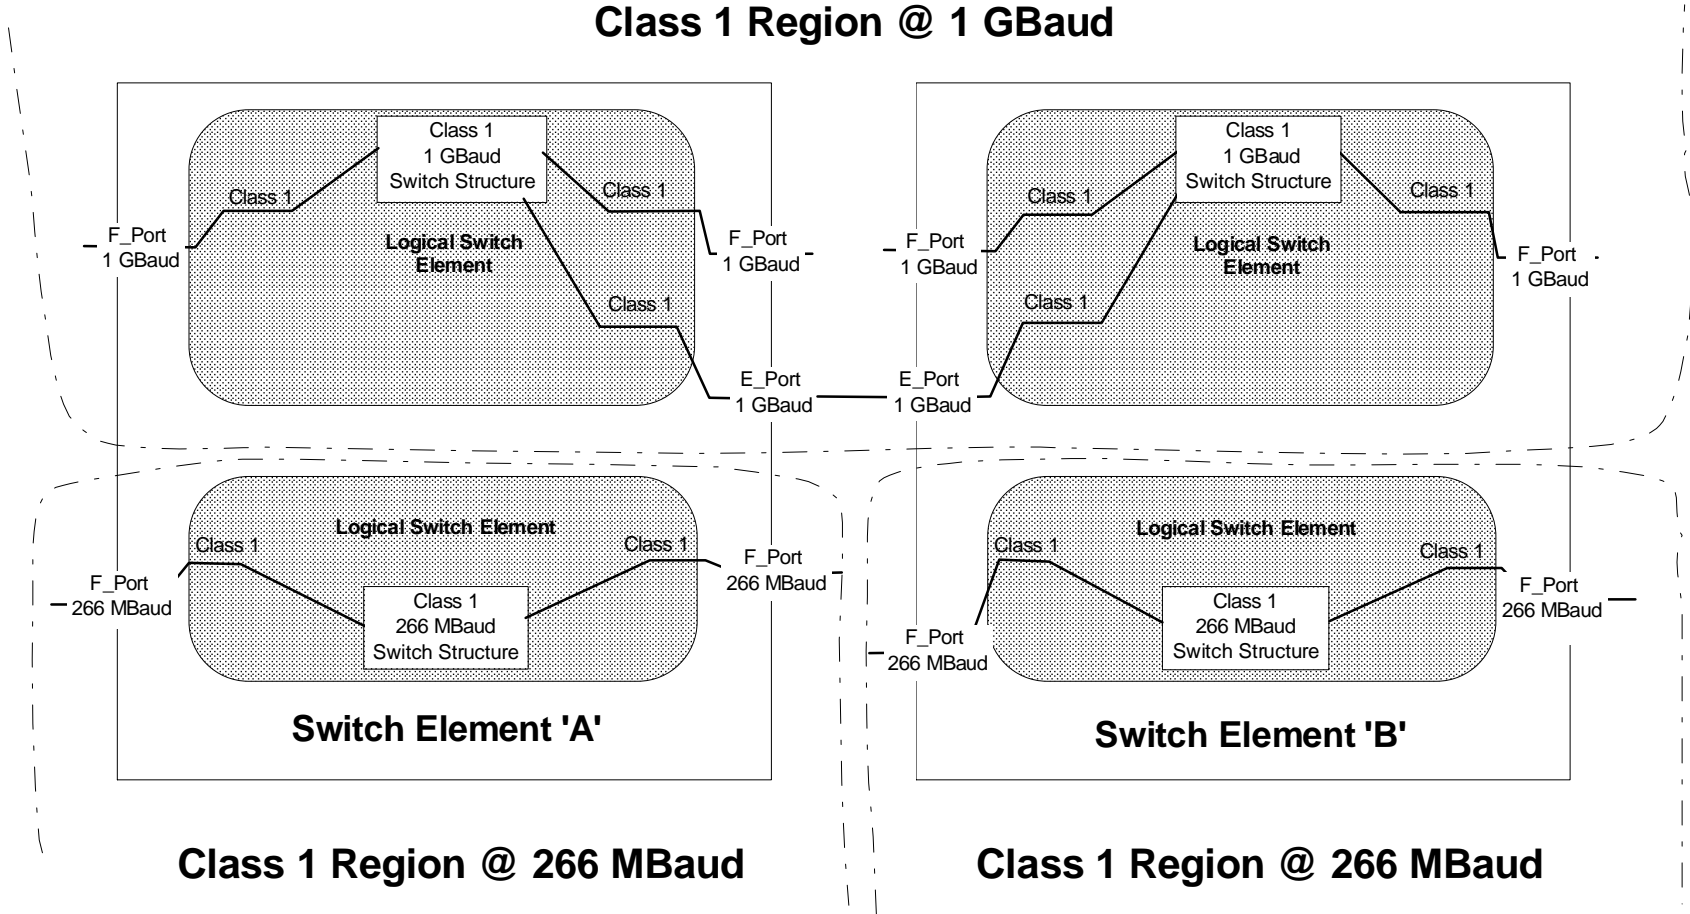 Class 1 Region @ 1 GBaud
Class 1
1 GBaud
Switch Structure
Class 1
Class 1
F_Port
1 GBaud
Logical Switch
Element
F_Port
1 GBaud
Class 1
E_Port
1 GBaud
Class 1
1 GBaud
Switch Structure
Class 1
Class 1
F_Port
1 GBaud
Logical Switch
Element
F_Port
1 GBaud
Class 1
E_Port
1 GBaud
Logical Switch Element
Class 1
Class 1
F_Port
266 MBaud
F_Port
266 MBaud
Class 1
266 MBaud
Switch Structure
Switch Element 'A'
Logical Switch Element
Class 1
Class 1
F_Port
266 MBaud
F_Port
266 MBaud
Class 1
266 MBaud
Switch Structure
Switch Element 'B'
Class 1 Region @ 266 MBaud
Class 1 Region @ 266 MBaud